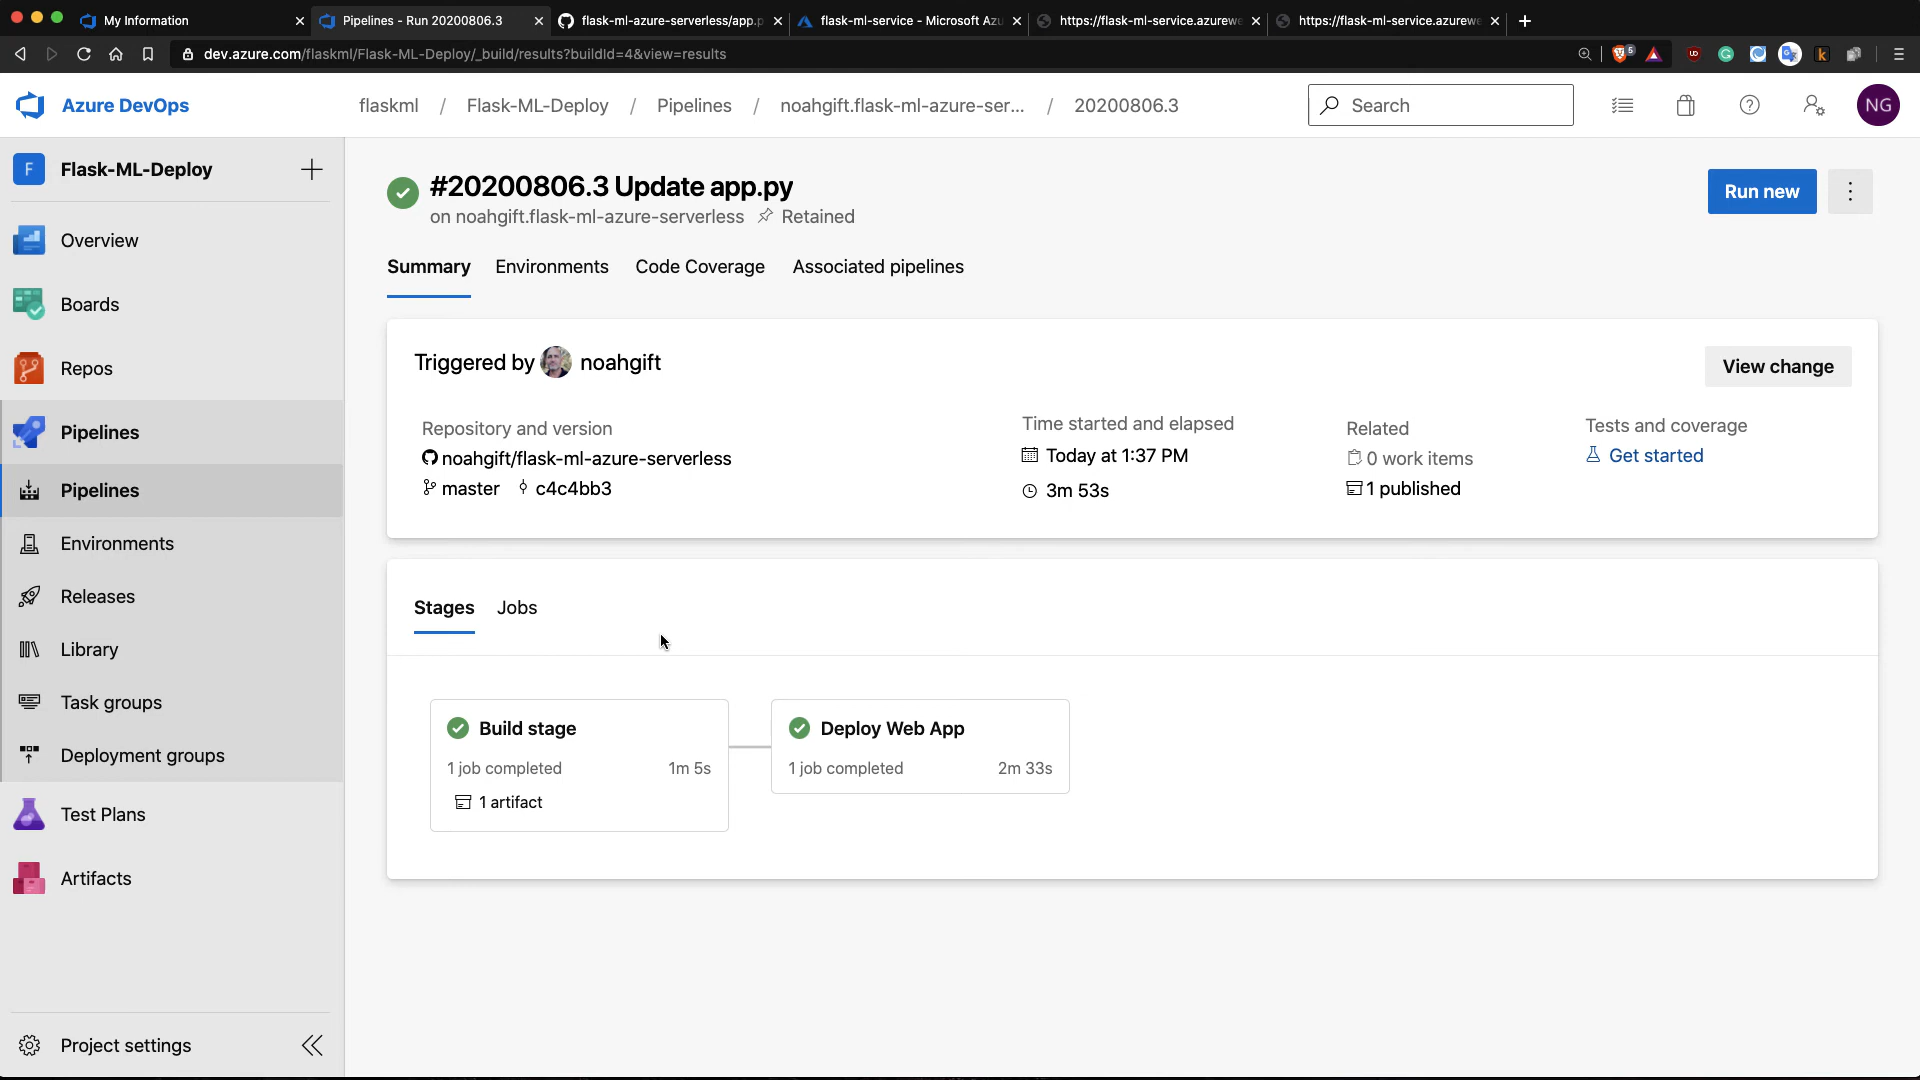 My Information
Pipelines - Run 20200806.3
flask-ml-azure-serverless/app.p
flask-ml-service - Microsoft Azu
https://flask-ml-service.azurewe
https://flask-ml-service.azurewe
dev.azure.com/flaskml/Flask-ML-Deploy/_build/results?buildId=4&view=results
5
Azure DevOps
flaskml / Flask-ML-Deploy / Pipelines / noahgift.flask-ml-azure-ser... / 20200806.3
Search
NG
F
Flask-ML-Deploy
Overview
Boards
Repos
Pipelines
Pipelines
Environments
Releases
Library
Task groups
Deployment groups
Test Plans
Artifacts
Project settings
#20200806.3 Update app.py
on noahgift.flask-ml-azure-serverless Retained
Run new
Summary
Environments
Code Coverage
Associated pipelines
Triggered by noahgift
View change
Repository and version
noahgift/flask-ml-azure-serverless
master c4c4bb3
Time started and elapsed
Today at 1:37 PM
3m 53s
Related
0 work items
1 published
Tests and coverage
Get started
Stages
Jobs
Build stage
1 job completed 1m 5s
1 artifact
Deploy Web App
1 job completed 2m 33s